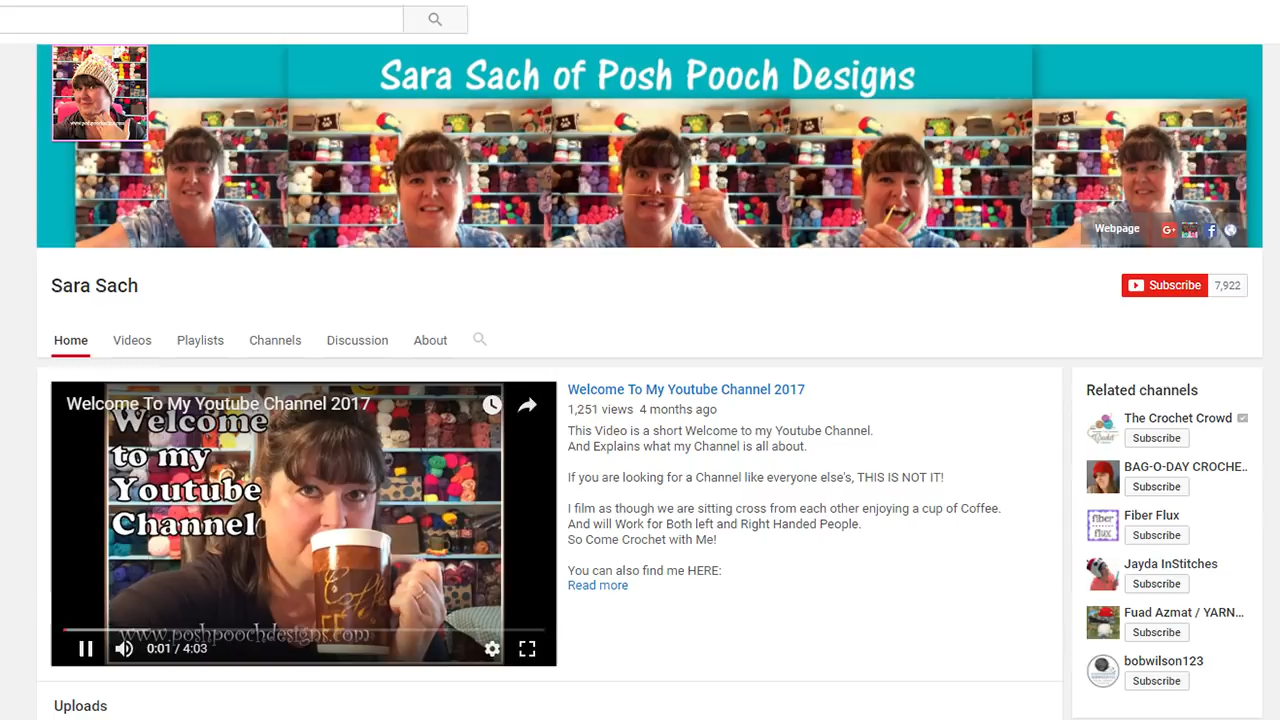 Sara Sach of Posh Pooch Designs
Webpage
Sara Sach
Subscribe 7,922
Home Videos Playlists Channels Discussion About
Welcome To My Youtube Channel 2017
Welcome
to my
Youtube
Channel
Coffee
www.poshpoochdesigns.com
0:01 / 4:03
Welcome To My Youtube Channel 2017
1,251 views 4 months ago
This Video is a short Welcome to my Youtube Channel.
And Explains what my Channel is all about.
If you are looking for a Channel like everyone else's, THIS IS NOT IT!
I film as though we are sitting cross from each other enjoying a cup of Coffee.
And will Work for Both left and Right Handed People.
So Come Crochet with Me!
You can also find me HERE:
Read more
Related channels
The Crochet Crowd
Subscribe
BAG-O-DAY CROCHE...
Subscribe
fiber
flux
Fiber Flux
Subscribe
Jayda InStitches
Subscribe
Fuad Azmat / YARN...
Subscribe
bobwilson123
Subscribe
Uploads